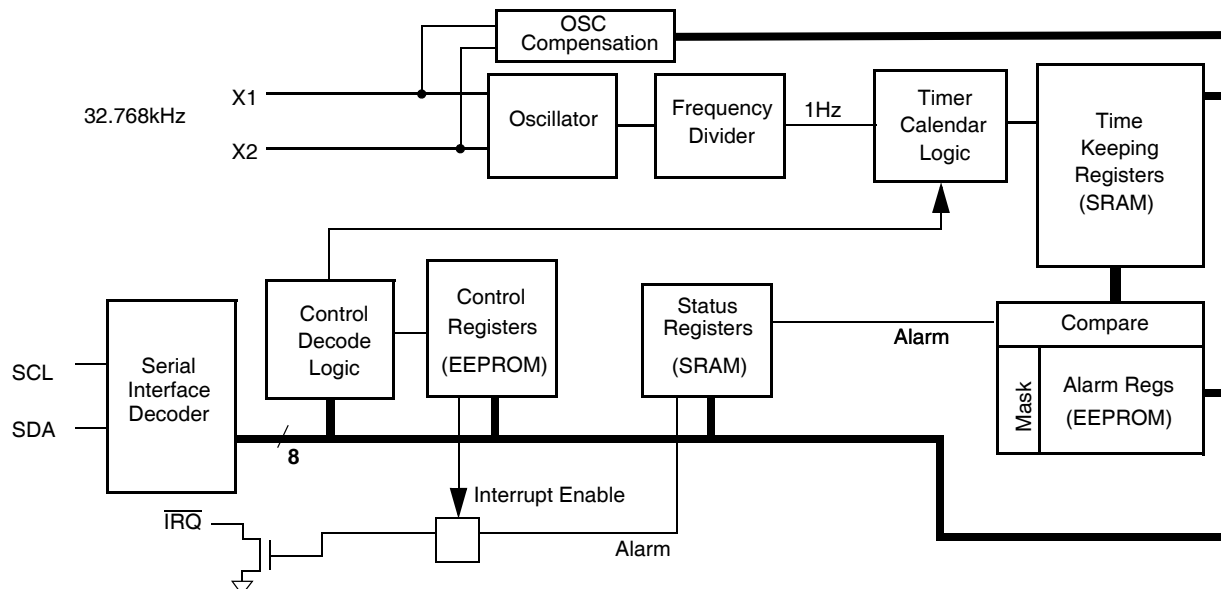 OSC
Compensation
32.768kHz
X1
X2
Oscillator
Frequency
Divider
1Hz
Timer
Calendar
Logic
Time
Keeping
Registers
(SRAM)
Control
Decode
Logic
Control
Registers
(EEPROM)
Status
Registers
(SRAM)
Alarm
Compare
Mask
Alarm Regs
(EEPROM)
SCL
SDA
Serial
Interface
Decoder
8
Interrupt Enable
IRQ
Alarm